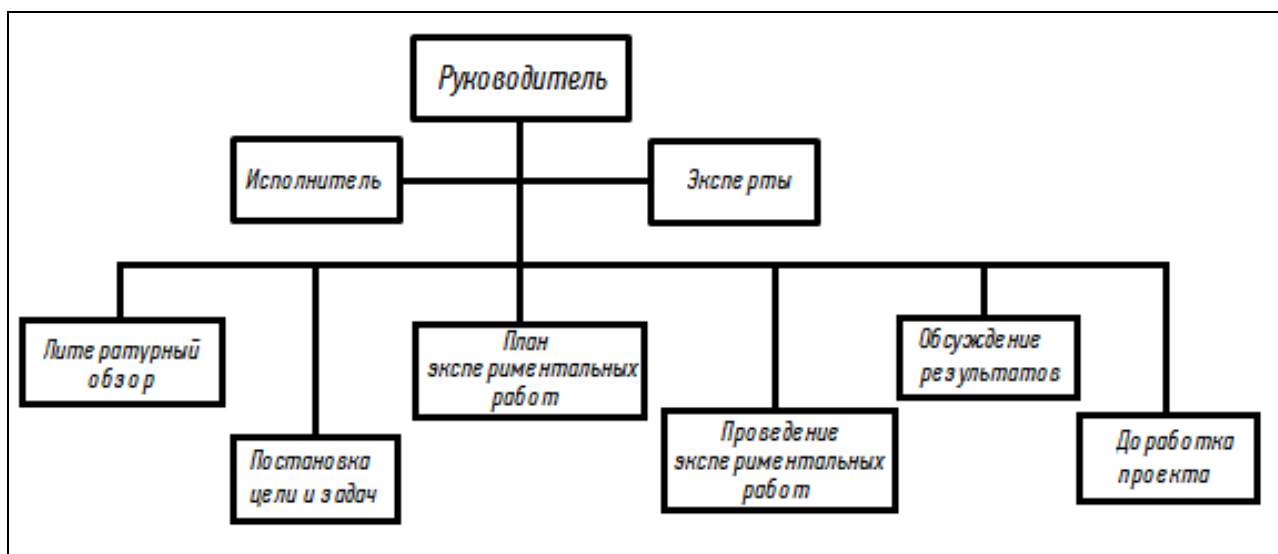 Руководитель
Исполнитель
Эксперты
Литературный
обзор
Постановка
цели и задач
План
экспериментальных
работ
Проведение
экспериментальных
работ
Обсуждение
результатов
Доработка
проекта